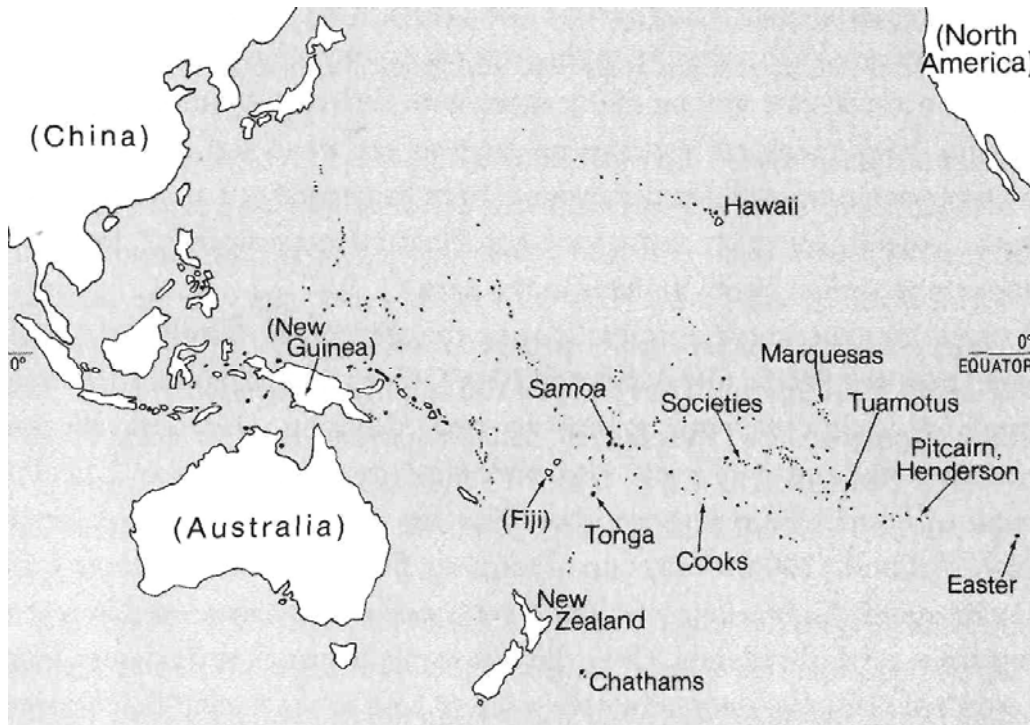 (North
America)
(China)
Hawaii
(New
Guinea)
0°
0°
EQUATOR
Marquesas
Samoa
Societies
Tuamotus
Pitcairn,
Henderson
(Australia)
(Fiji)
Tonga
Cooks
Easter
New
Zealand
Chathams